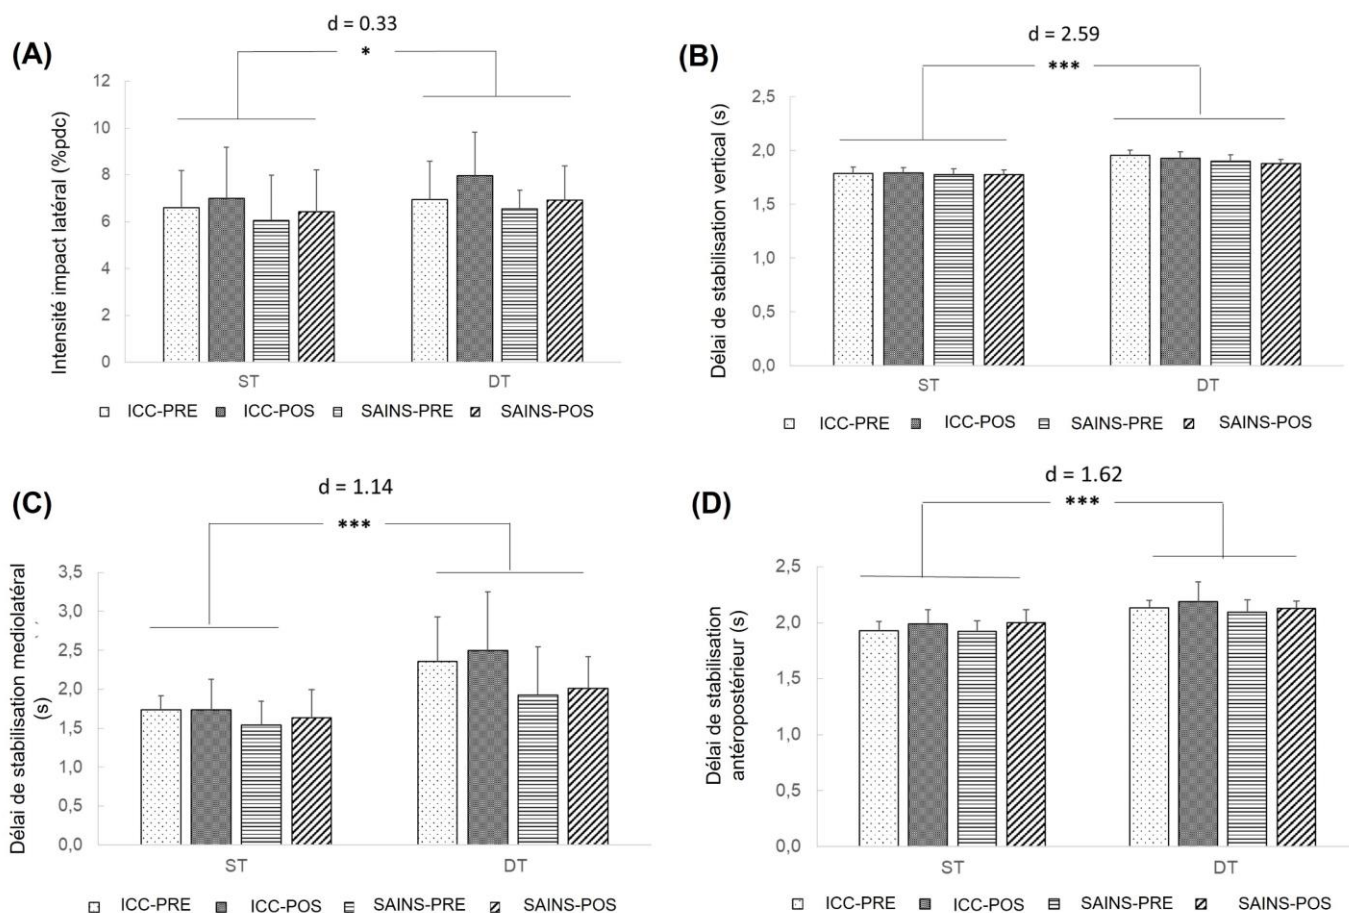 (A)
d = 0.33
*
Intensité impact latéral (%pdc)
12
10
8
6
4
2
0
ST
DT
ICC-PRE
ICC-POS
SAINS-PRE
SAINS-POS
(B)
d = 2.59
***
Délai de stabilisation vertical (s)
2,5
2,0
1,5
1,0
0,5
0,0
ST
DT
ICC-PRE
ICC-POS
SAINS-PRE
SAINS-POS
(C)
d = 1.14
***
Délai de stabilisation mediolatéral
(s)
3,5
3,0
2,5
2,0
1,5
1,0
0,5
0,0
ST
DT
ICC-PRE
ICC-POS
SAINS-PRE
SAINS-POS
(D)
d = 1.62
***
Délai de stabilisation
antéropostérieur (s)
2,5
2,0
1,5
1,0
0,5
0,0
ST
DT
ICC-PRE
ICC-POS
SAINS-PRE
SAINS-POS